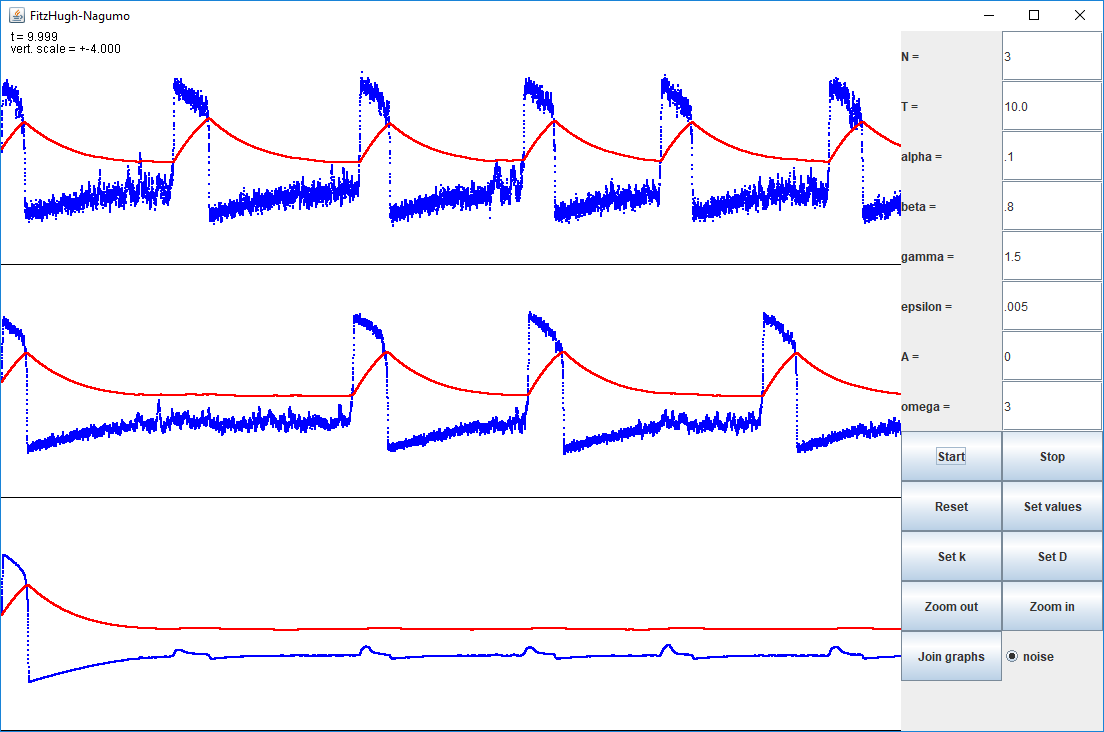 FitzHugh-Nagumo
t = 9.999
vert. scale = +-4.000
N = 3
T = 10.0
alpha = .1
beta = .8
gamma = 1.5
epsilon = .005
A = 0
omega = 3
Start Stop
Reset Set values
Set k Set D
Zoom out Zoom in
Join graphs noise